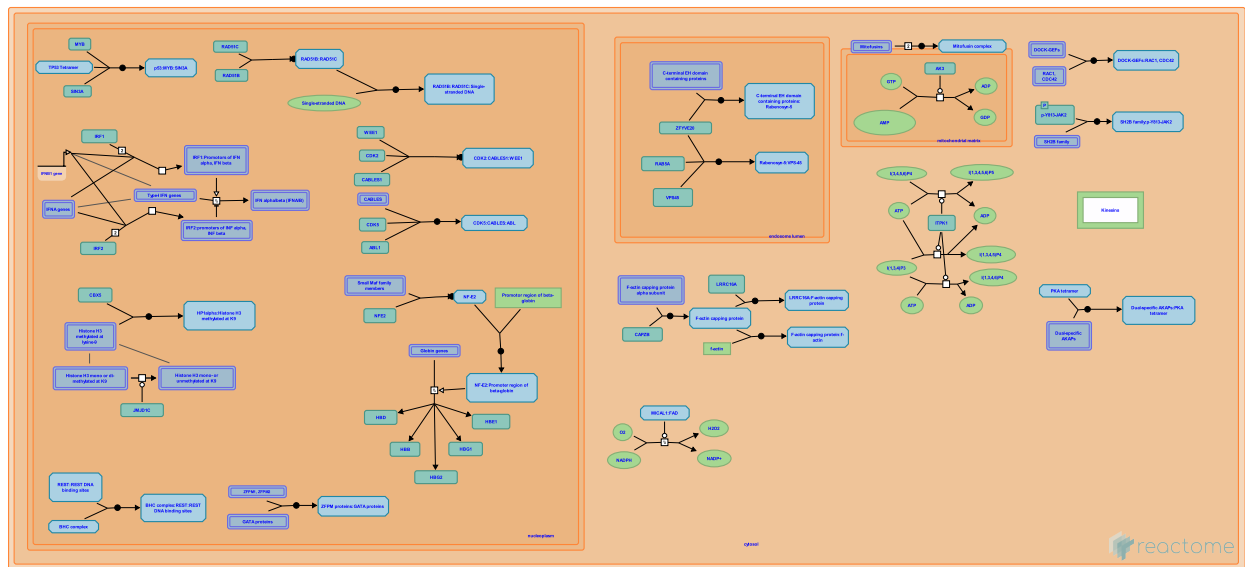 MYB
TP53 Tetramer
SIN3A
p53:MYB:SIN3A
RAD51C
RAD51B
RAD51B:RAD51C
Single-stranded DNA
RAD51B:RAD51C:Single-
stranded DNA
IRF1
IFNB1 gene
IFNA genes
IRF2
2
2
Type I IFN genes
IRF1:Promoters of IFN
alpha, IFN beta
IRF2:promoters of INF alpha,
INF beta
IFN alpha/beta (IFNAB)
WEE1
CDK2
CABLES1
CDK2:CABLES1:WEE1
CABLES
CDK5
ABL1
CDK5:CABLES:ABL
CBX5
Histone H3
methylated at
lysine-9
HP1alpha:Histone H3
methylated at K9
Histone H3 mono or di-
methylated at K9
Histone H3 mono- or
unmethylated at K9
JMJD1C
Small Maf family
members
NFE2
NF-E2
Promotor region of beta-
globin
Globin genes
NF-E2:Promoter region of
beta-globin
HBD
HBB
HBG2
HBG1
HBE1
REST:REST DNA
binding sites
BHC complex
BHC complex:REST:REST
DNA binding sites
ZFPM1, ZFPM2
GATA proteins
ZFPM proteins:GATA proteins
nucleoplasm
C-terminal EH domain
containing proteins
C-terminal EH domain
containing proteins:
Rabenosyn-5
ZFYVE20
RAB5A
VPS45
Rabenosyn-5:VPS45
endosome lumen
Mitofusins
2
Mitofusin complex
AK3
GTP
AMP
ADP
GDP
mitochondrial matrix
DOCK-GEFs
RAC1,
CDC42
DOCK-GEFs:RAC1, CDC42
P
p-Y813-JAK2
SH2B family
SH2B family:p-Y813-JAK2
I(3,4,5,6)P4
I(1,3,4,5,6)P5
ATP
ADP
ITPK1
I(1,3,4)P3
I(1,3,4,6)P4
I(1,3,4,5)P4
ATP
ADP
Kinesins
F-actin capping protein
alpha subunit
CAPZB
LRRC16A
F-actin capping protein
f-actin
LRRC16A:F-actin capping
protein
F-actin capping protein:f-
actin
PKA tetramer
Dual-specific
AKAPs
Dual-specific AKAPs:PKA
tetramer
MICAL1:FAD
O2
NADPH
H2O2
NADP+
cytosol
reactome